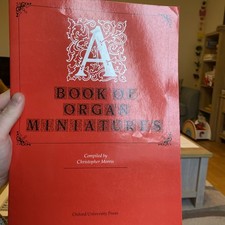 A
BOOK OF
ORGAN
MINIATURES
Compiled by
Christopher Morris
Oxford University Press